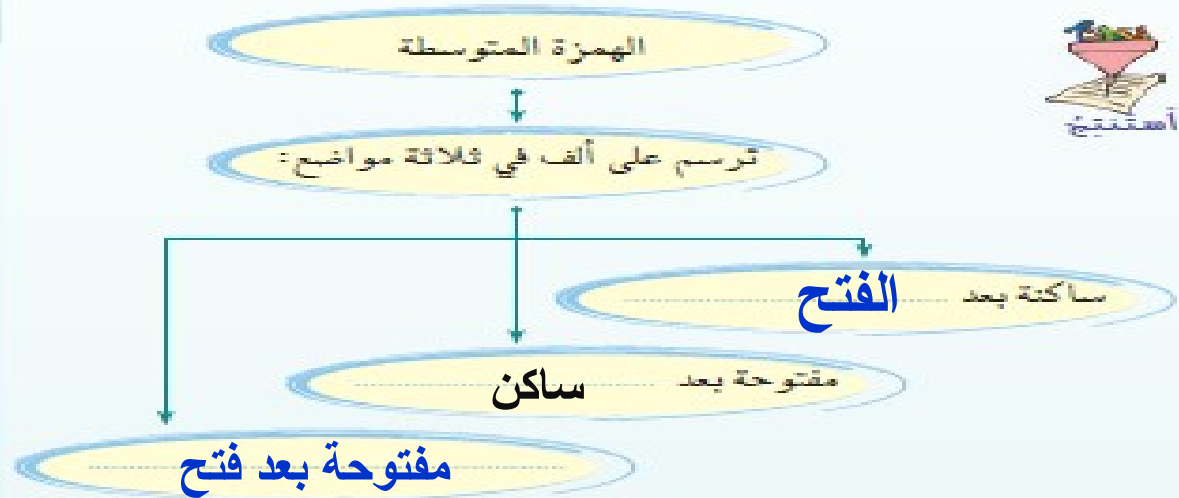 الهمزة المتوسطة
أستنتج
ترسم على ألف في ثلاثة مواضع:
ساكنة بعد الفتح
مفتوحة بعد ساكن
مفتوحة بعد فتح